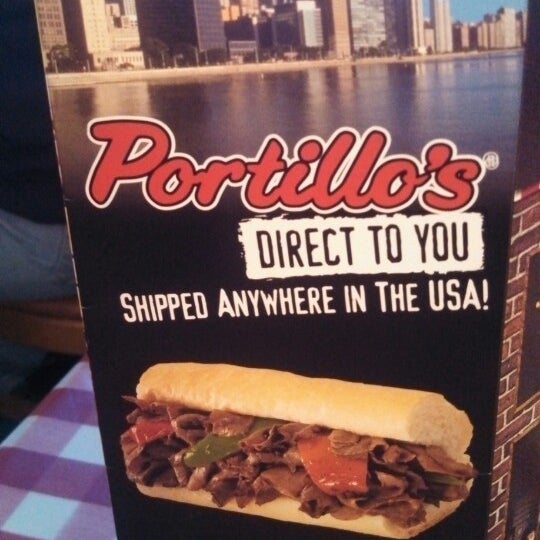 Portillo's®
DIRECT TO YOU
SHIPPED ANYWHERE IN THE USA!